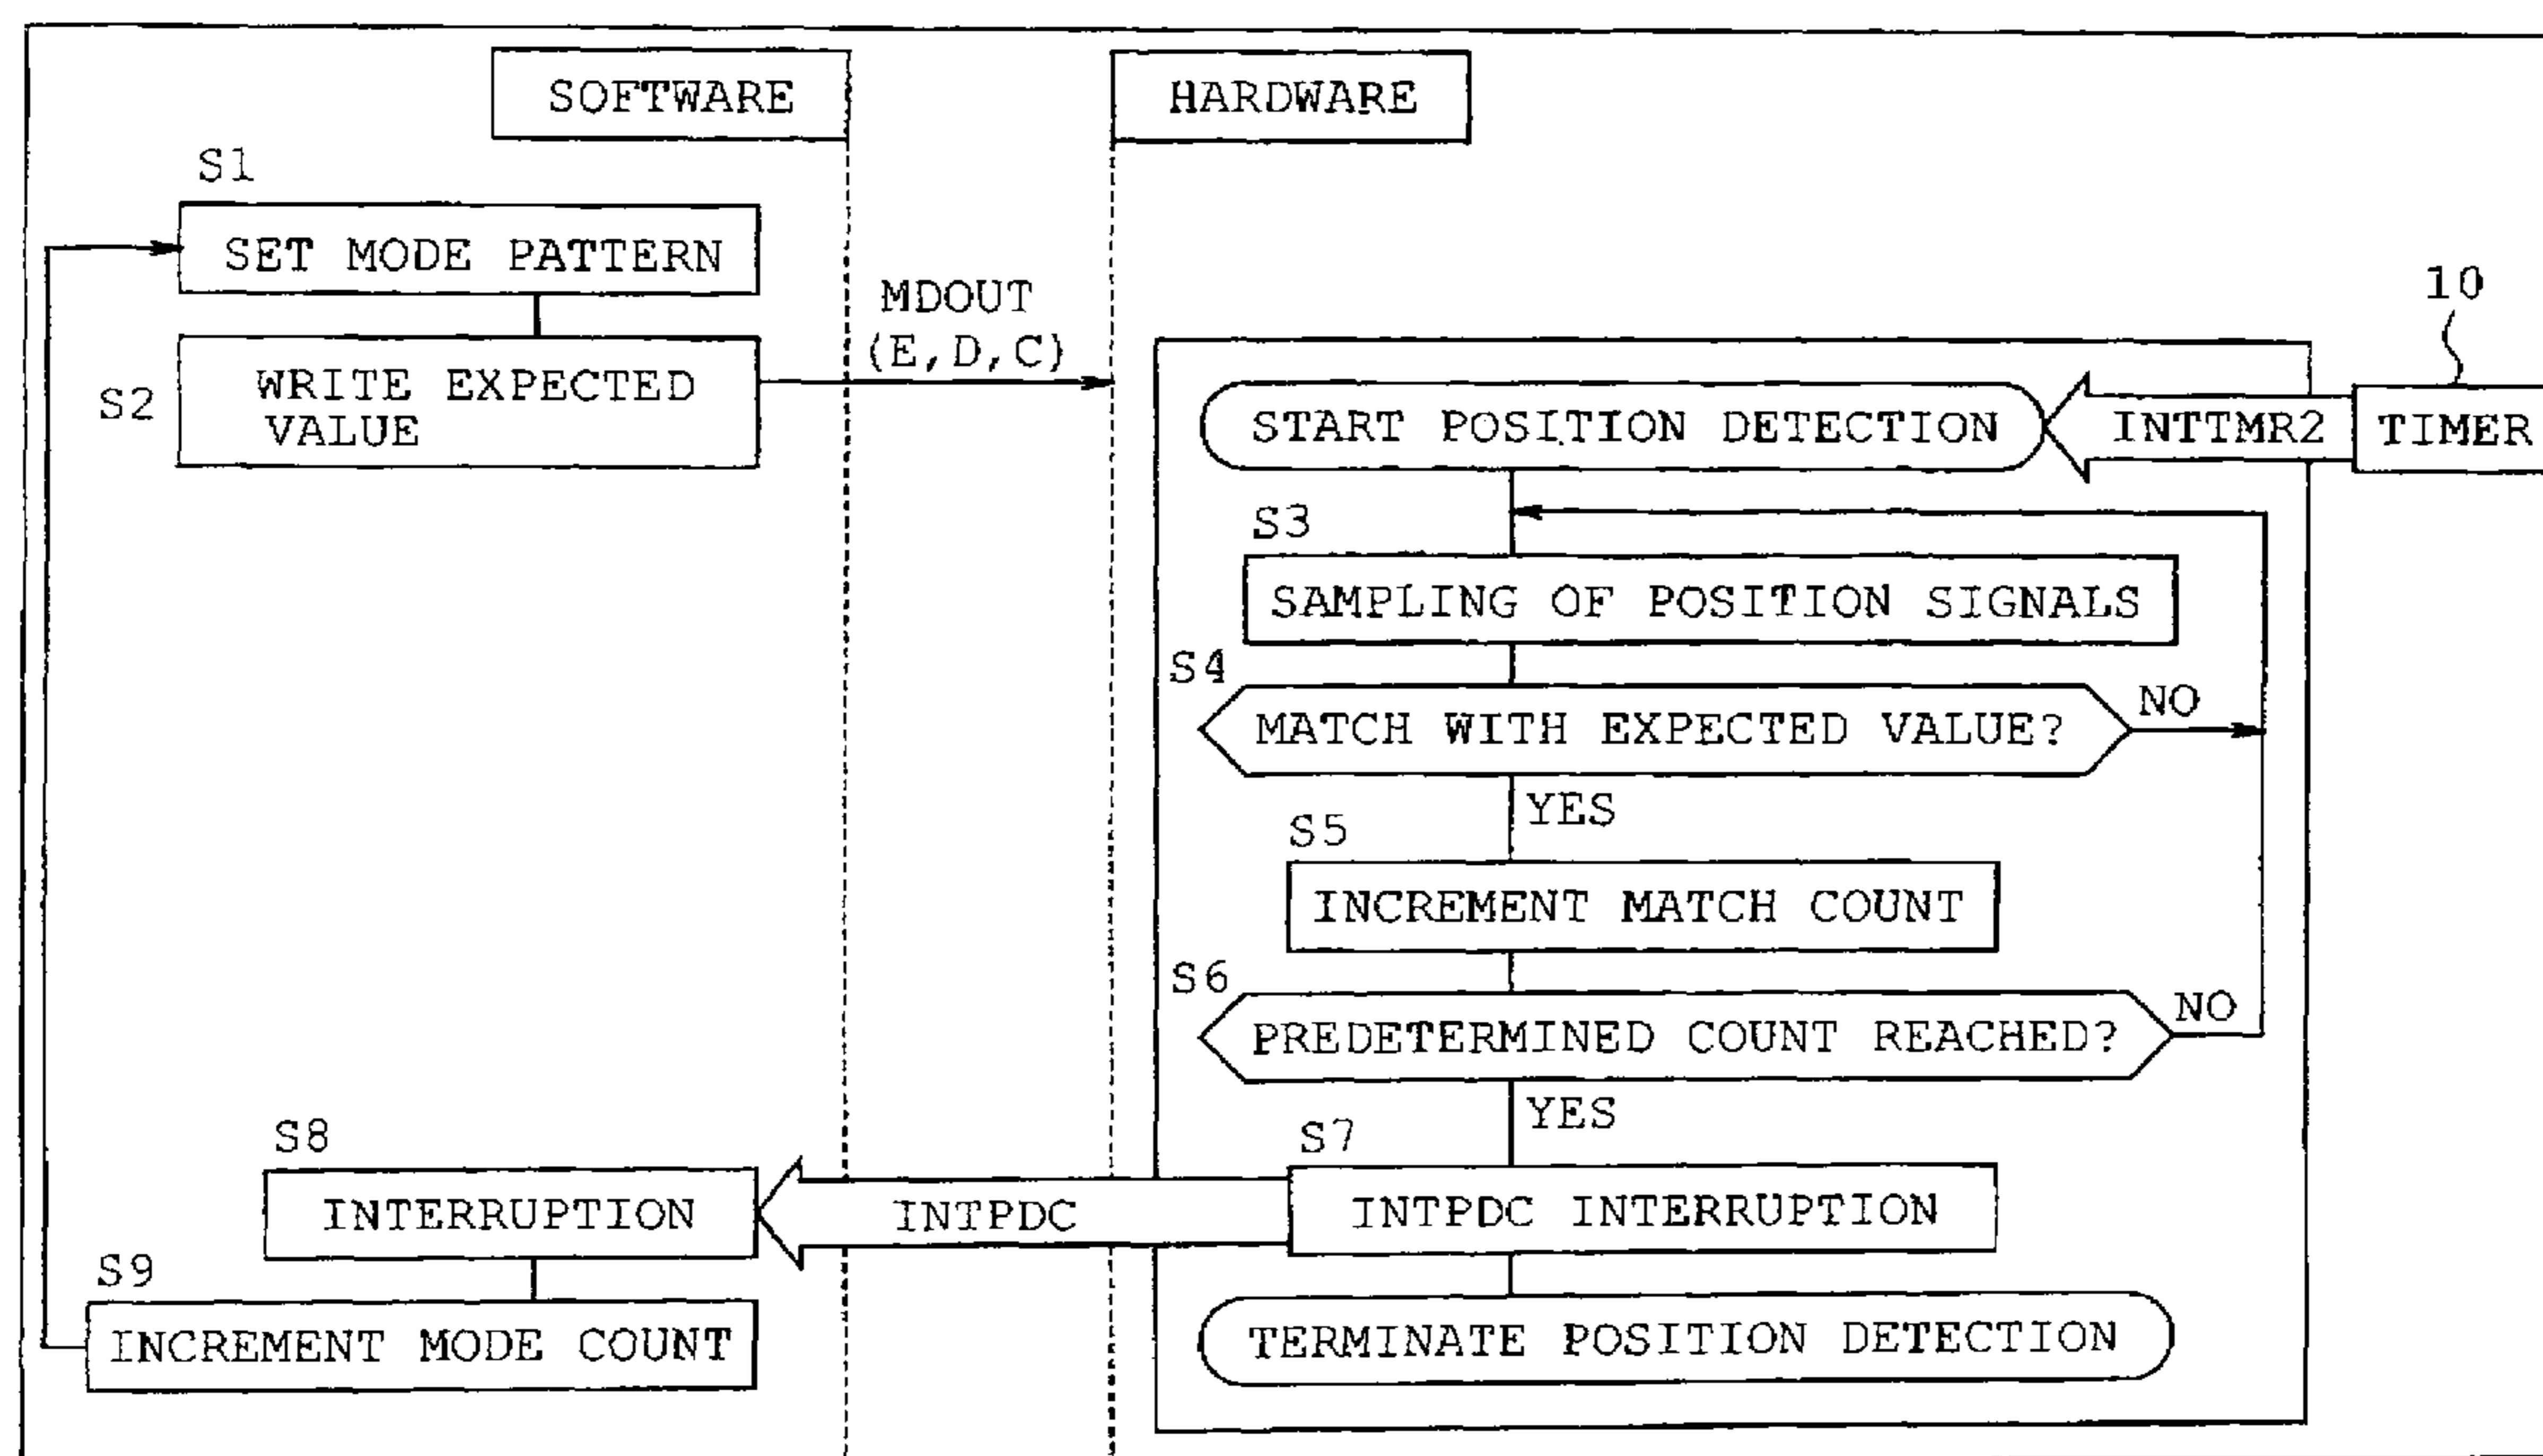 SOFTWARE
HARDWARE
S1
SET MODE PATTERN
MDOUT
(E,D,C)
10
S2
WRITE EXPECTED
VALUE
START POSITION DETECTION
INTTMR2
TIMER
S3
SAMPLING OF POSITION SIGNALS
S4
MATCH WITH EXPECTED VALUE?
NO
YES
S5
INCREMENT MATCH COUNT
S6
PREDETERMINED COUNT REACHED?
NO
YES
S7
S8
INTERRUPTION
INTPDC
INTPDC INTERRUPTION
S9
INCREMENT MODE COUNT
TERMINATE POSITION DETECTION